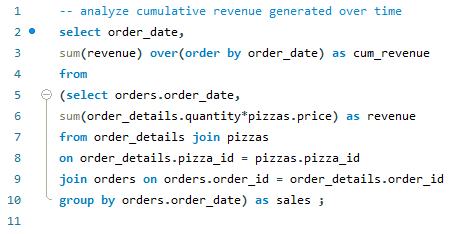 1 -- analyze cumulative revenue generated over time
2 select order_date,
3 sum(revenue) over(order by order_date) as cum_revenue
4 from
5 (select orders.order_date,
6 sum(order_details.quantity*pizzas.price) as revenue
7 from order_details join pizzas
8 on order_details.pizza_id = pizzas.pizza_id
9 join orders on orders.order_id = order_details.order_id
10 group by orders.order_date) as sales ;
11